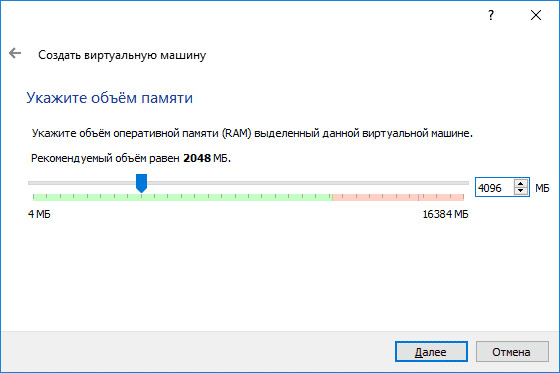 ?
Создать виртуальную машину
Укажите объём памяти
Укажите объём оперативной памяти (RAM) выделенный данной виртуальной машине.
Рекомендуемый объём равен 2048 МБ.
4096 МБ
4 МБ 16384 МБ
Далее Отмена